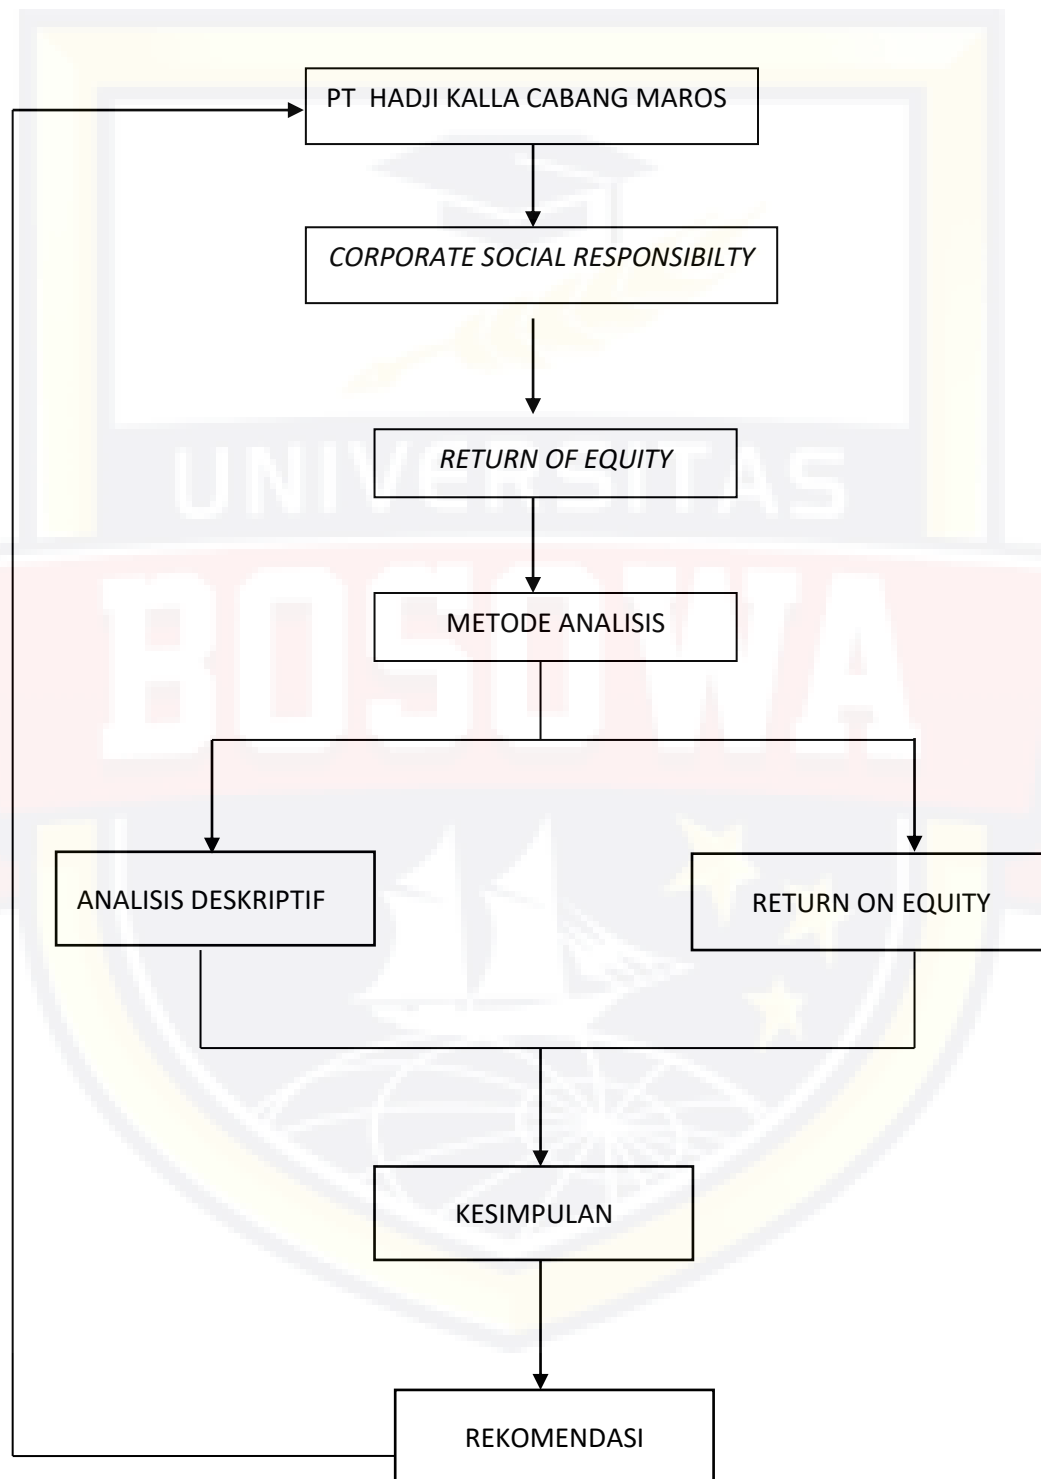 PT HADJI KALLA CABANG MAROS
CORPORATE SOCIAL RESPONSIBILTY
RETURN OF EQUITY
UNIVERSITAS
METODE ANALISIS
BOSOWA
ANALISIS DESKRIPTIF
RETURN ON EQUITY
KESIMPULAN
REKOMENDASI